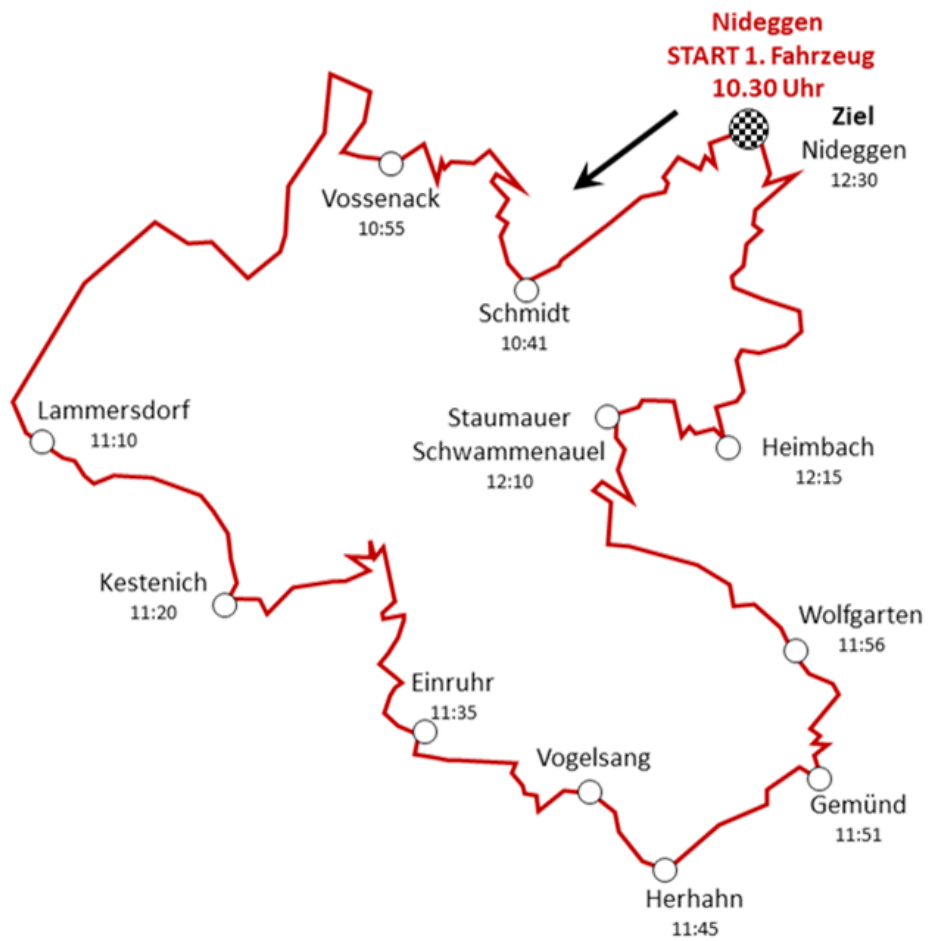 Nideggen
START 1. Fahrzeug
10.30 Uhr
Ziel
Nideggen
12:30
Vossenack
10:55
Schmidt
10:41
Lammersdorf
11:10
Staumauer
Schwammenauel
12:10
Heimbach
12:15
Kestenich
11:20
Wolfgarten
11:56
Einruhr
11:35
Vogelsang
Gemünd
11:51
Herhahn
11:45